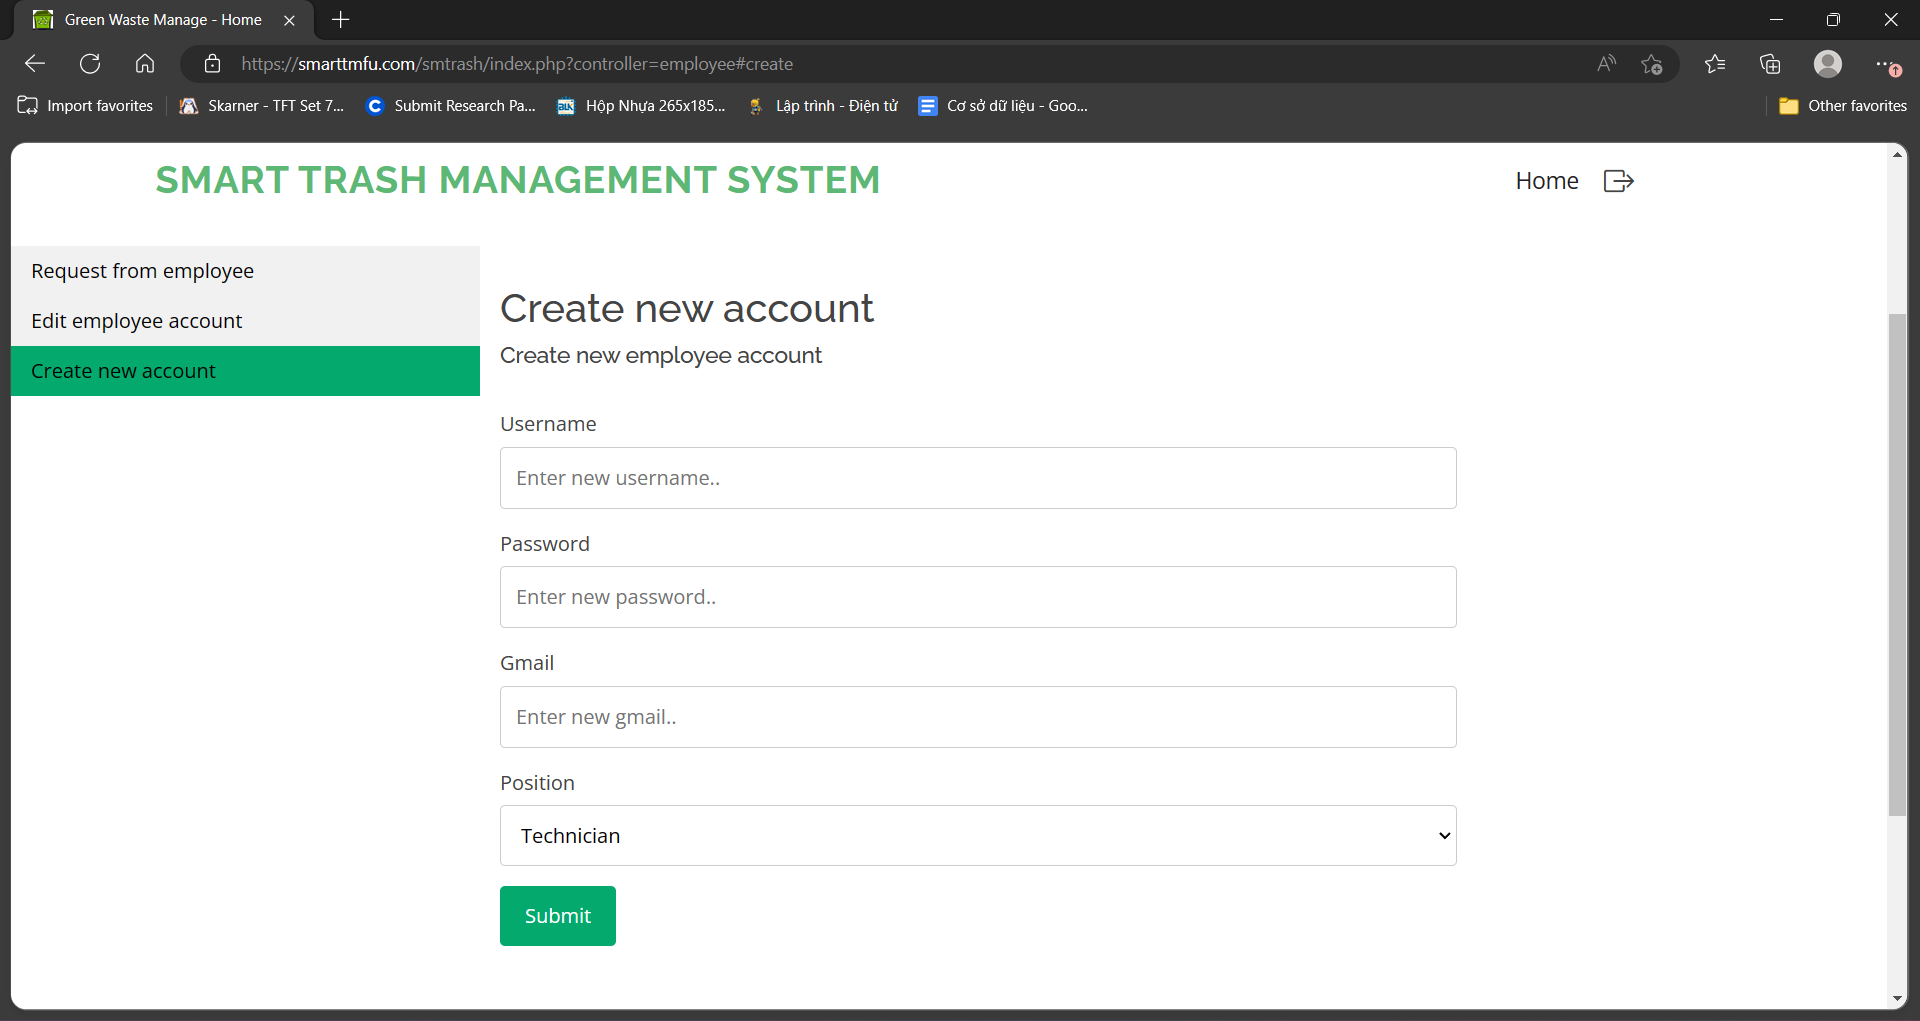 Green Waste Manage - Home
https://smarttmfu.com/smtrash/index.php?controller=employee#create
Import favorites
Skarner - TFT Set 7...
Submit Research Pa...
Hộp Nhựa 265x185...
Lập trình - Điện tử
Cơ sở dữ liệu - Goo...
Other favorites
SMART TRASH MANAGEMENT SYSTEM
Home
Request from employee
Edit employee account
Create new account
Create new account
Create new employee account
Username
Enter new username..
Password
Enter new password..
Gmail
Enter new gmail..
Position
Technician
Submit